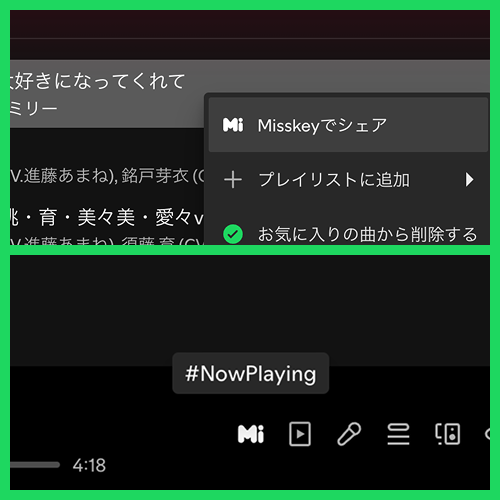 大好きになってくれて
ミリー
Mi Misskeyでシェア
V.進藤あまね), 銘戸芽衣 (C
プレイリストに追加
桃・育・美々美・愛々v
V.進藤あまね), 須藤 育 (CV
お気に入りの曲から削除する
#NowPlaying
Mi
4:18